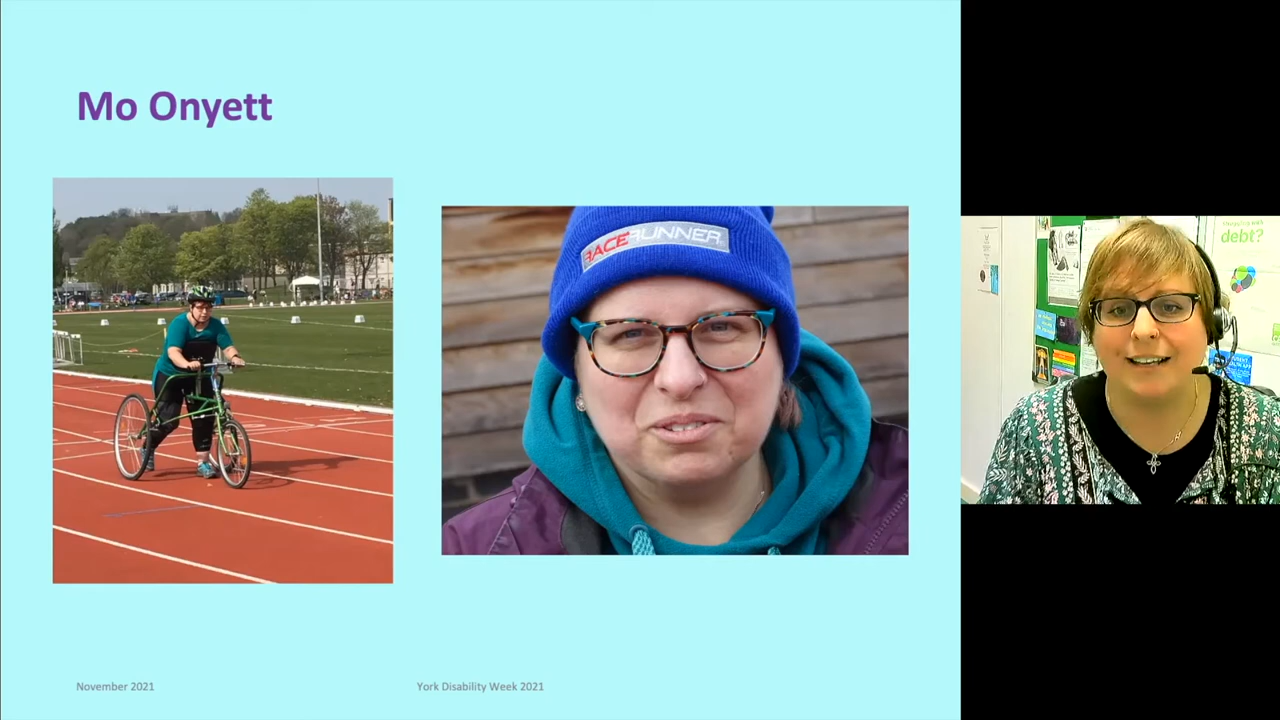 Mo Onyett
RACERUNNER
debt?
November 2021
York Disability Week 2021